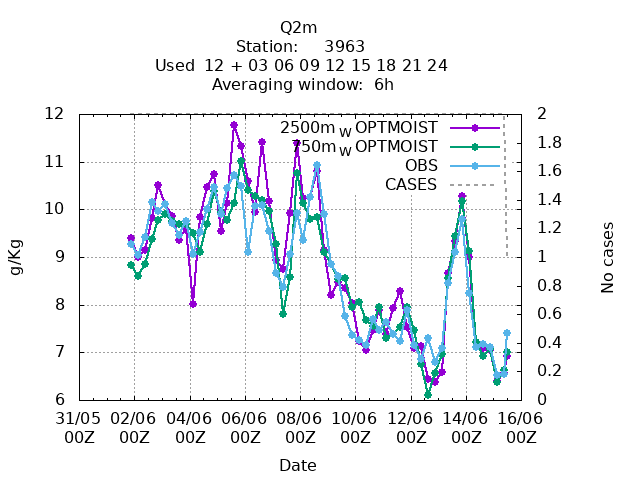 Q2m
Station:     3963
Used  12 + 03 06 09 12 15 18 21 24
Averaging window:  6h
2500m W OPTMOIST
750m W OPTMOIST
OBS
CASES
g/Kg
12
11
10
9
8
7
6
2
1.8
1.6
1.4
1.2
1
0.8
0.6
0.4
0.2
0
No cases
31/05 02/06 04/06 06/06 08/06 10/06 12/06 14/06 16/06
00Z 00Z 00Z 00Z 00Z 00Z 00Z 00Z 00Z
Date